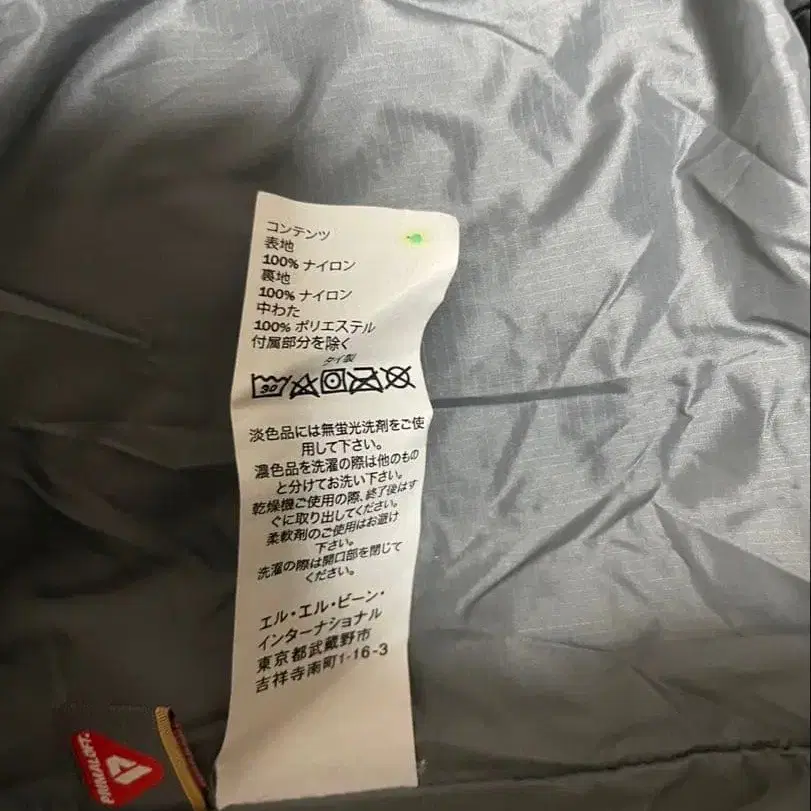 コンテンツ
表地
100% ナイロン
裏地
100% ナイロン
中わた
100% ポリエステル
付属部分を除く
タイ製
30
淡色品には無蛍光洗剤をご使
用して下さい。
濃色品を洗濯の際は他のもの
と分けてお洗い下さい。
乾燥機ご使用の際、終了後はす
ぐに取り出してください。
柔軟剤のご使用はお避け
下さい。
洗濯の際は開口部を閉じて
ください。
エル・エル・ビーン・
インターナショナル
東京都武蔵野市
吉祥寺南町1-16-3
PRIMALOFT